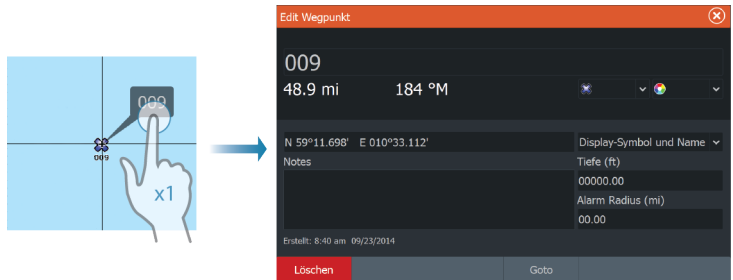 009
009
x1
Edit Wegpunkt
009
48.9 mi 184 °M
N 59°11.698' E 010°33.112' Display-Symbol und Name
Notes Tiefe (ft)
00000.00
Alarm Radius (mi)
00.00
Erstellt: 8:40 am 09/23/2014
Löschen Goto